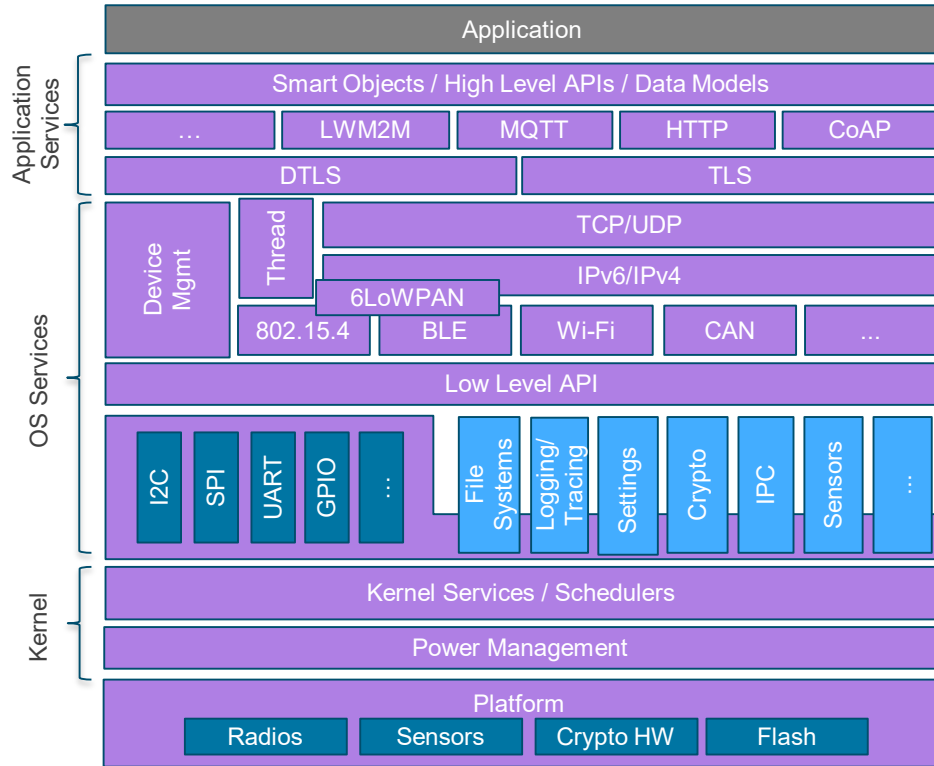 Application
Application
Services
Smart Objects / High Level APIs / Data Models
...
LWM2M
MQTT
HTTP
CoAP
DTLS
TLS
OS Services
Device
Mgmt
Thread
TCP/UDP
IPv6/IPv4
6LoWPAN
802.15.4
BLE
Wi-Fi
CAN
...
Low Level API
I2C
SPI
UART
GPIO
...
File
Systems
Logging/
Tracing
Settings
Crypto
IPC
Sensors
...
Kernel
Kernel Services / Schedulers
Power Management
Platform
Radios
Sensors
Crypto HW
Flash